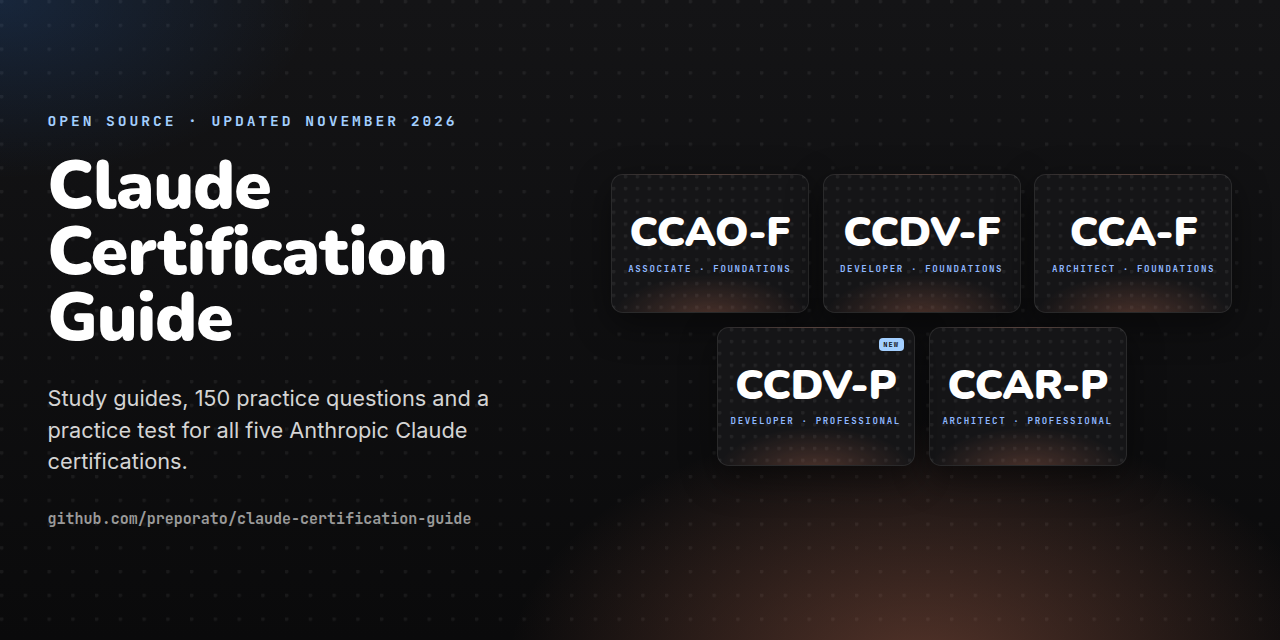 OPEN SOURCE · UPDATED NOVEMBER 2026
Claude
Certification
Guide
Study guides, 150 practice questions and a
practice test for all five Anthropic Claude
certifications.
github.com/preporato/claude-certification-guide
CCAO-F
ASSOCIATE · FOUNDATIONS
CCDV-F
DEVELOPER · FOUNDATIONS
CCA-F
ARCHITECT · FOUNDATIONS
NEW
CCDV-P
DEVELOPER · PROFESSIONAL
CCAR-P
ARCHITECT · PROFESSIONAL